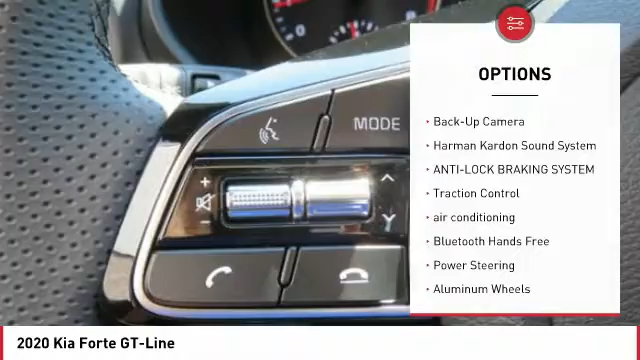 MODE
0
OPTIONS
Back-Up Camera
Harman Kardon Sound System
ANTI-LOCK BRAKING SYSTEM
Traction Control
air conditioning
Bluetooth Hands Free
Power Steering
Aluminum Wheels
2020 Kia Forte GT-Line